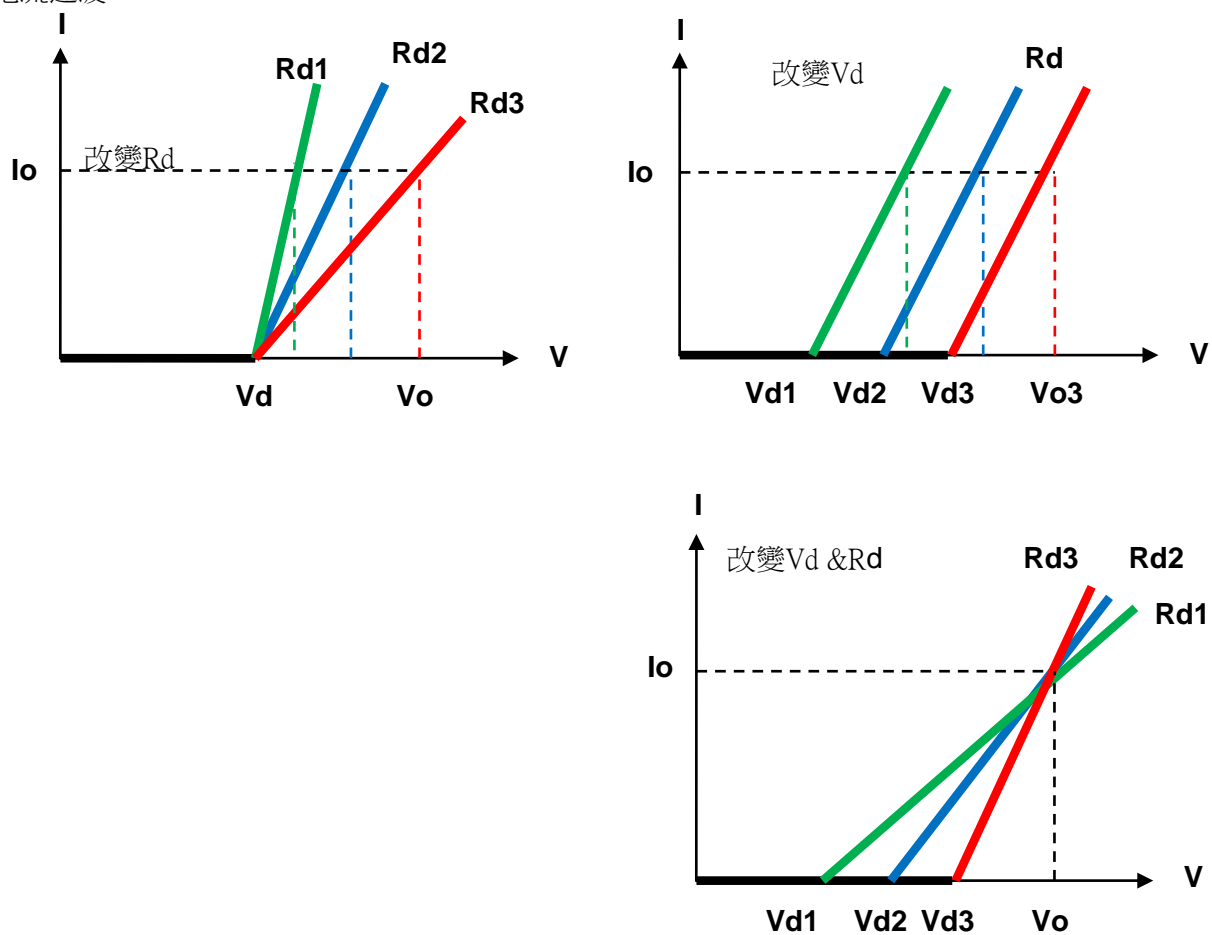 I
Rd1
Rd2
Rd3
改變Rd
Io
V
Vd
Vo
I
改變Vd
Rd
Io
V
Vd1
Vd2
Vd3
Vo3
I
改變Vd &Rd
Rd3
Rd2
Rd1
Io
V
Vd1
Vd2
Vd3
Vo